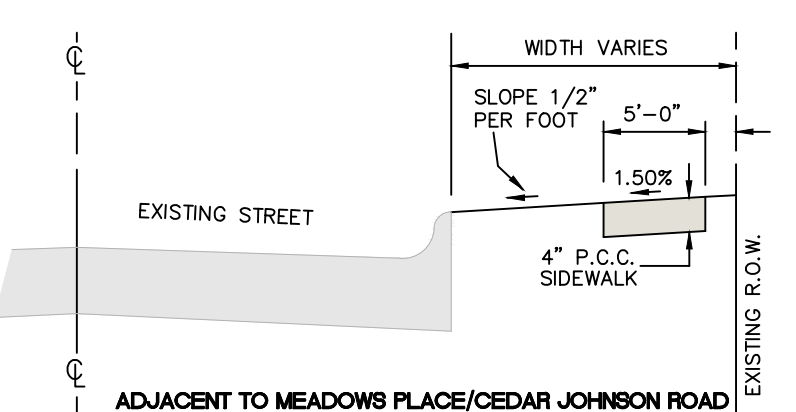 ℄
WIDTH VARIES
SLOPE 1/2"
PER FOOT
5'-0"
1.50%
EXISTING STREET
4" P.C.C.
SIDEWALK
EXISTING R.O.W.
℄
ADJACENT TO MEADOWS PLACE/CEDAR JOHNSON ROAD